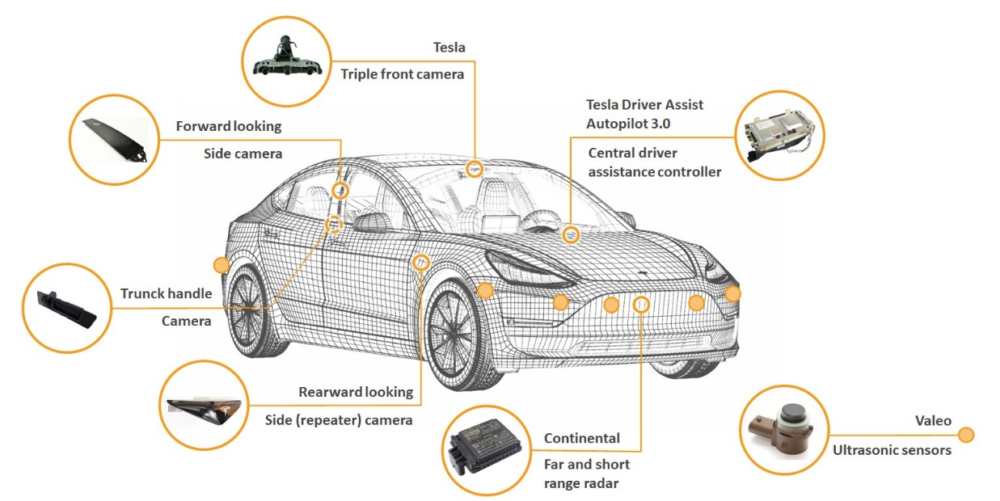 Tesla
Triple front camera
Tesla Driver Assist
Autopilot 3.0
Central driver
assistance controller
Forward looking
Side camera
Trunck handle
Camera
Rearward looking
Side (repeater) camera
Continental
Far and short
range radar
Valeo
Ultrasonic sensors